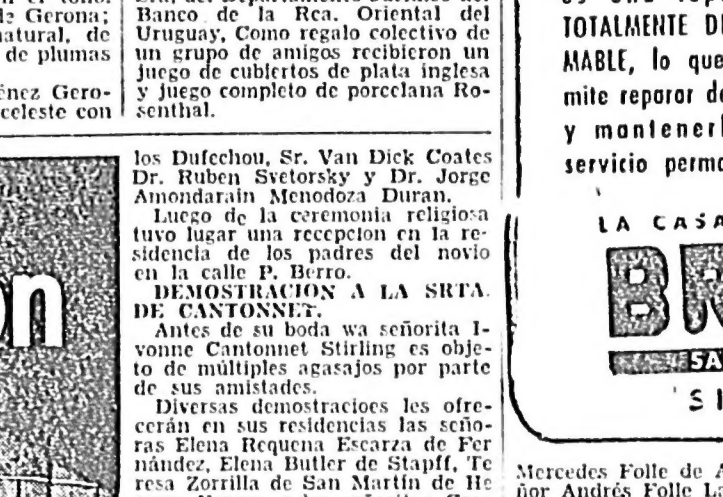 de Gerona;
natural, de
de plumas
Gero-
celeste con
Banco de la Rca. Oriental del
Uruguay, Como regalo colectivo de
un grupo de amigos recibieron un
juego de cubiertos de plata inglesa
y juego completo de porcelana Ro-
senthal.
los Dufechou, Sr. Van Dick Coates
Dr. Ruben Svetorsky y Dr. Jorge
Amondarain Menodoza Duran.
Luego de la ceremonia religiosa
tuvo lugar una recepcion en la re-
sidencia de los padres del novio
en la calle P. Berro.
DEMOSTRACION A LA SRTA.
DE CANTONNET.
Antes de su boda wa señorita I-
vonne Cantonnet Stirling es obje-
to de múltiples agasajos por parte
de sus amistades.
Diversas demostracioes les ofre-
cerán en sus residencias las seño-
ras Elena Requena Escarza de Fer
nández, Elena Butler de Stapff, Te
resa Zorrilla de San Martín de He
on
TOTALMENTE
MABLE, lo que
mite reparar
y mantener
servicio perma
LA CASA
BR
SA
S I
Mercedes Folle de A
ñor Andrés Folle La